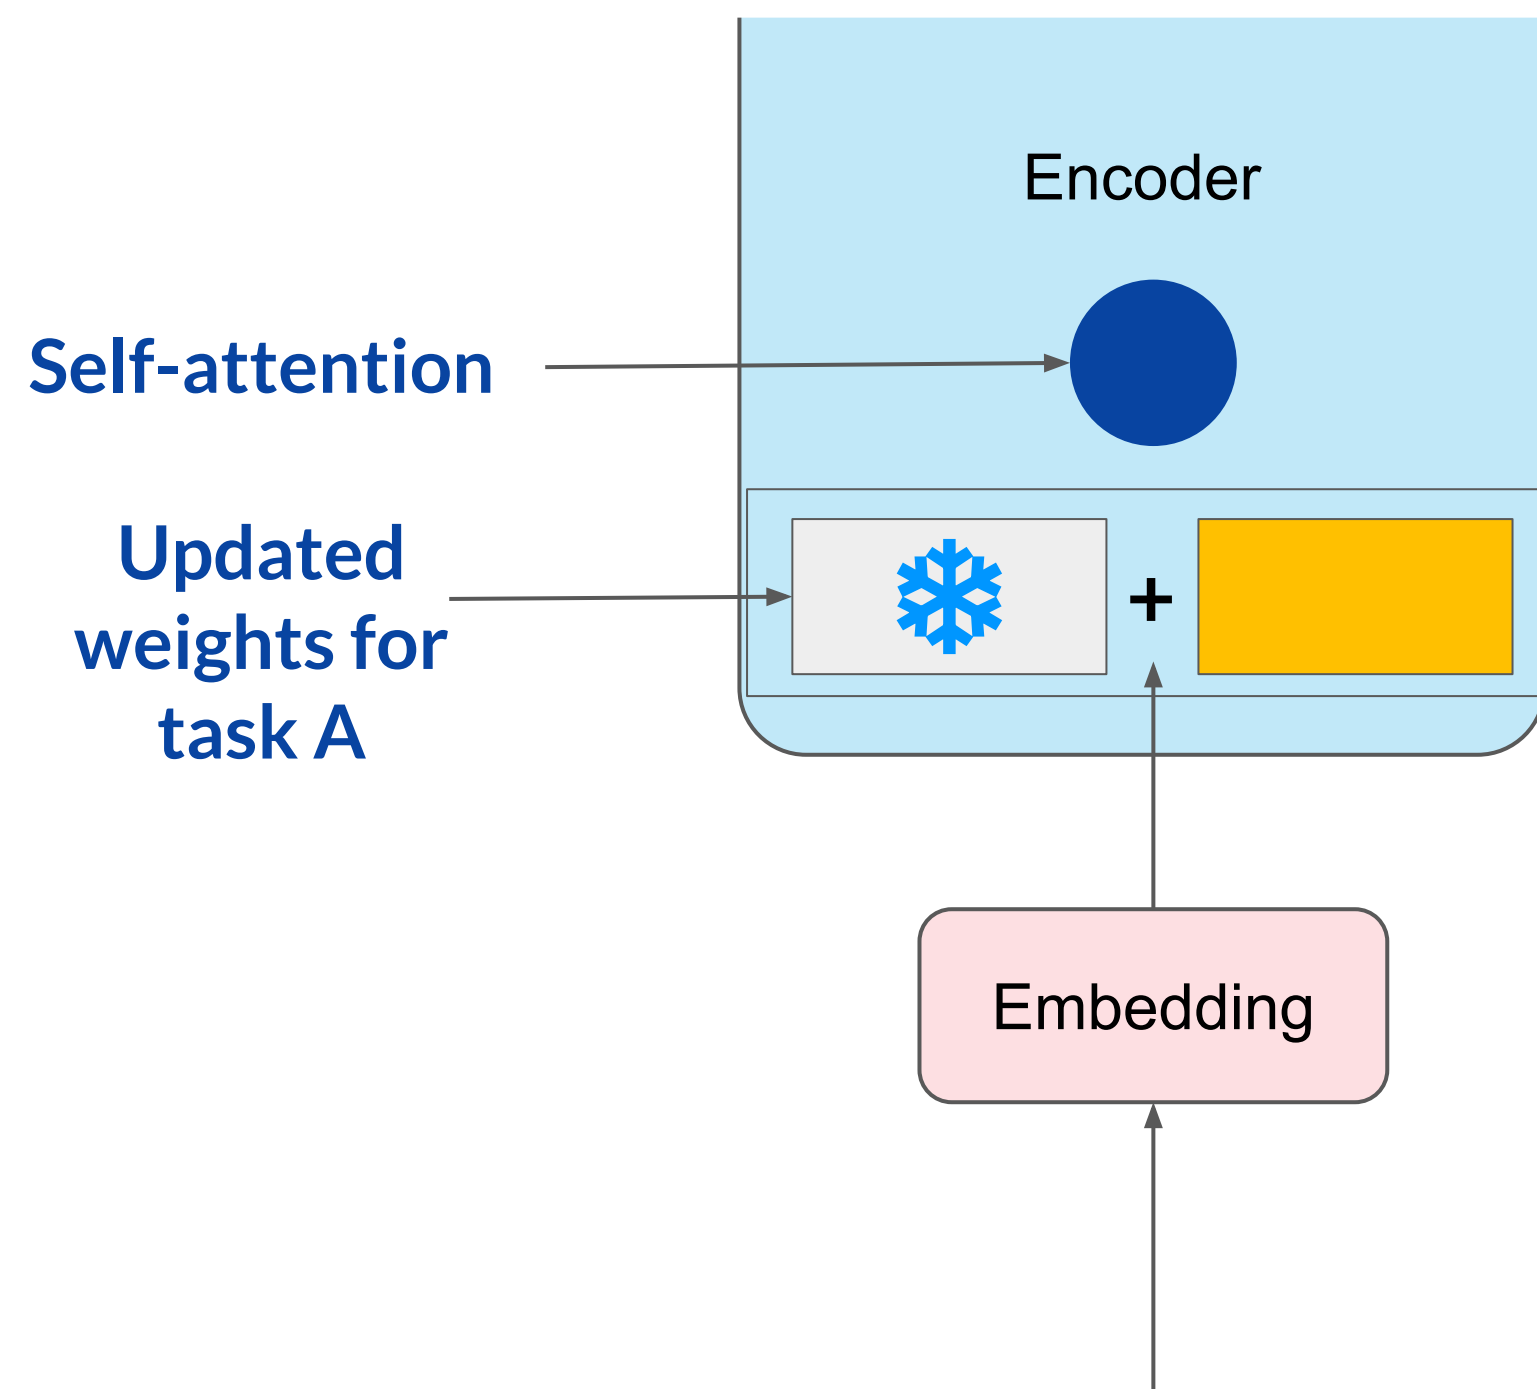 Encoder
Self-attention
Updated
weights for
task A
+
Embedding